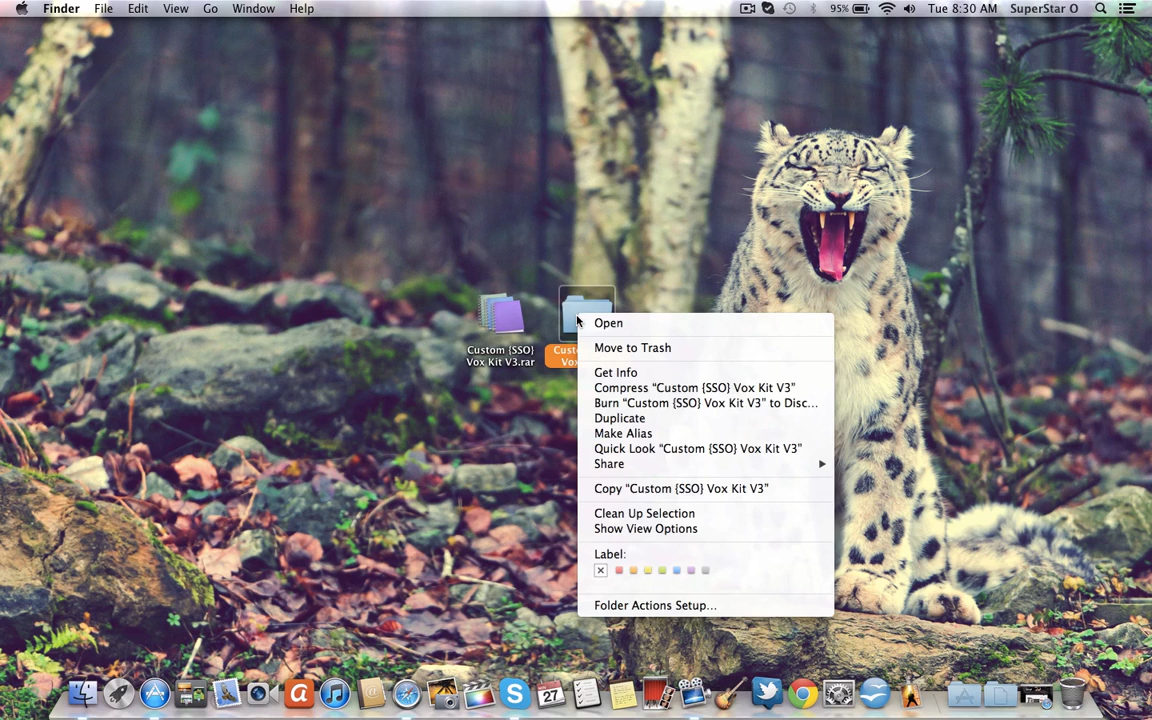 Finder File Edit View Go Window Help 95% Tue 8:30 AM SuperStar O
Custom {SSO}
Vox Kit V3.rar
Open
Move to Trash
Get Info
Compress “Custom {SSO} Vox Kit V3”
Burn “Custom {SSO} Vox Kit V3” to Disc...
Duplicate
Make Alias
Quick Look “Custom {SSO} Vox Kit V3”
Share
Copy “Custom {SSO} Vox Kit V3”
Clean Up Selection
Show View Options
Label:
Folder Actions Setup...
27